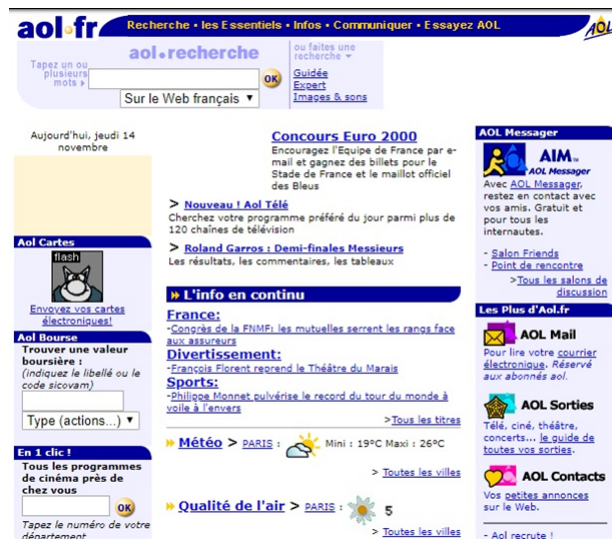 aol.fr
Recherche • les Essentiels • Infos • Communiquer • Essayez AOL
AOL
Tapez un ou
plusieurs
mots
aol.recherche
OK
Sur le Web français
ou faites une
recherche
Guidée
Expert
Images & sons
Aujourd'hui, jeudi 14
novembre
Aol Cartes
flash
Envoyez vos cartes
électroniques!
Aol Bourse
Trouver une valeur
boursière :
(indiquez le libellé ou le
code sicovam)
Type (actions...)
En 1 clic !
Tous les programmes
de cinéma près de
chez vous
OK
Tapez le numéro de votre
département
Concours Euro 2000
Encouragez l'Equipe de France par e-
mail et gagnez des billets pour le
Stade de France et le maillot officiel
des Bleus
> Nouveau ! Aol Télé
Cherchez votre programme préféré du jour parmi plus de
120 chaînes de télévision
> Roland Garros : Demi-finales Messieurs
Les résultats, les commentaires, les tableaux
L'info en continu
France:
-Congrès de la FNMF: les mutuelles serrent les rangs face
aux assureurs
Divertissement:
-François Florent reprend le Théâtre du Marais
Sports:
-Philippe Monnet pulvérise le record du tour du monde à
voile à l'envers
>Tous les titres
Météo > PARIS : Mini : 19°C Maxi : 26°C
> Toutes les villes
Qualité de l'air > PARIS : 5
> Toutes les villes
AOL Messager
AIM
AOL Messager
Avec AOL Messager,
restez en contact avec
vos amis. Gratuit et
pour tous les
internautes.
- Salon Friends
- Point de rencontre
>Tous les salons de
discussion
Les Plus d'Aol.fr
AOL Mail
Pour lire votre courrier
électronique. Réservé
aux abonnés aol.
AOL Sorties
Télé, ciné, théâtre,
concerts... le guide de
toutes vos sorties.
AOL Contacts
Vos petites annonces
sur le Web.
- Aol recrute !